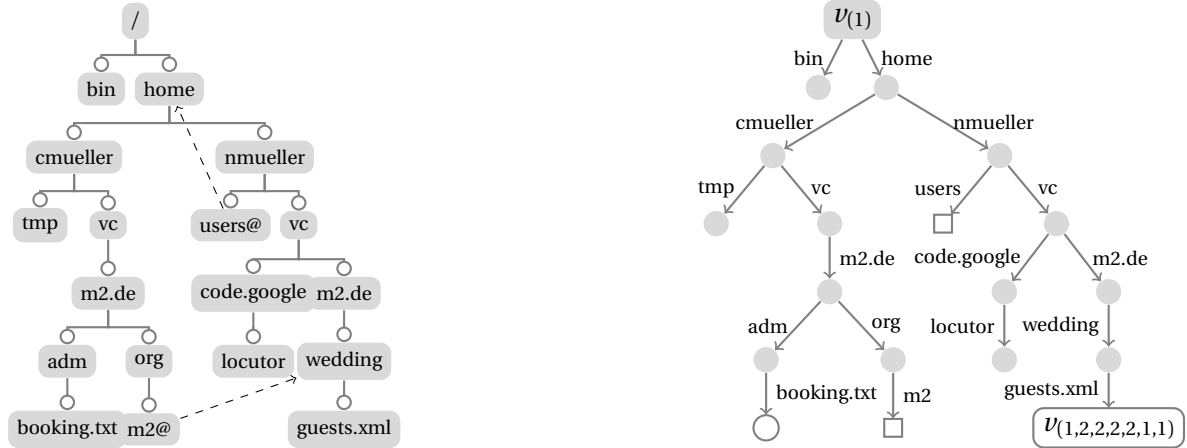 /
bin home
cmueller nmueller
tmp vc users@ vc
m2.de code.google m2.de
adm org locutor wedding
booking.txt m2@ guests.xml
v(1)
bin home
cmueller nmueller
tmp vc users vc
m2.de code.google m2.de
adm org locutor wedding
booking.txt m2 guests.xml
v(1,2,2,2,2,1,1)